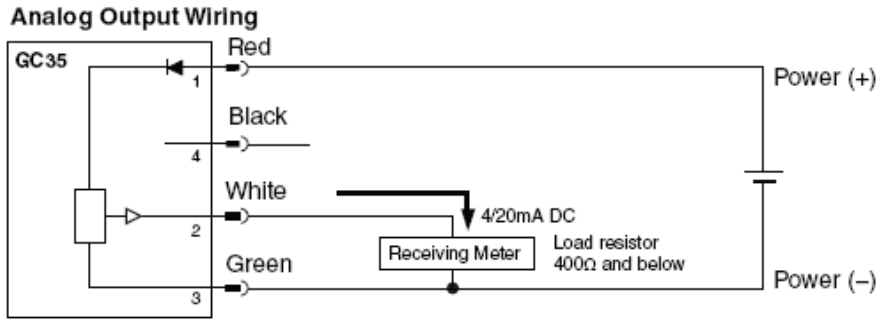 Analog Output Wiring
GC35
Red
1
Power (+)
Black
4
White
2
4/20mA DC
Receiving Meter
Load resistor
400Ω and below
Green
3
Power (–)